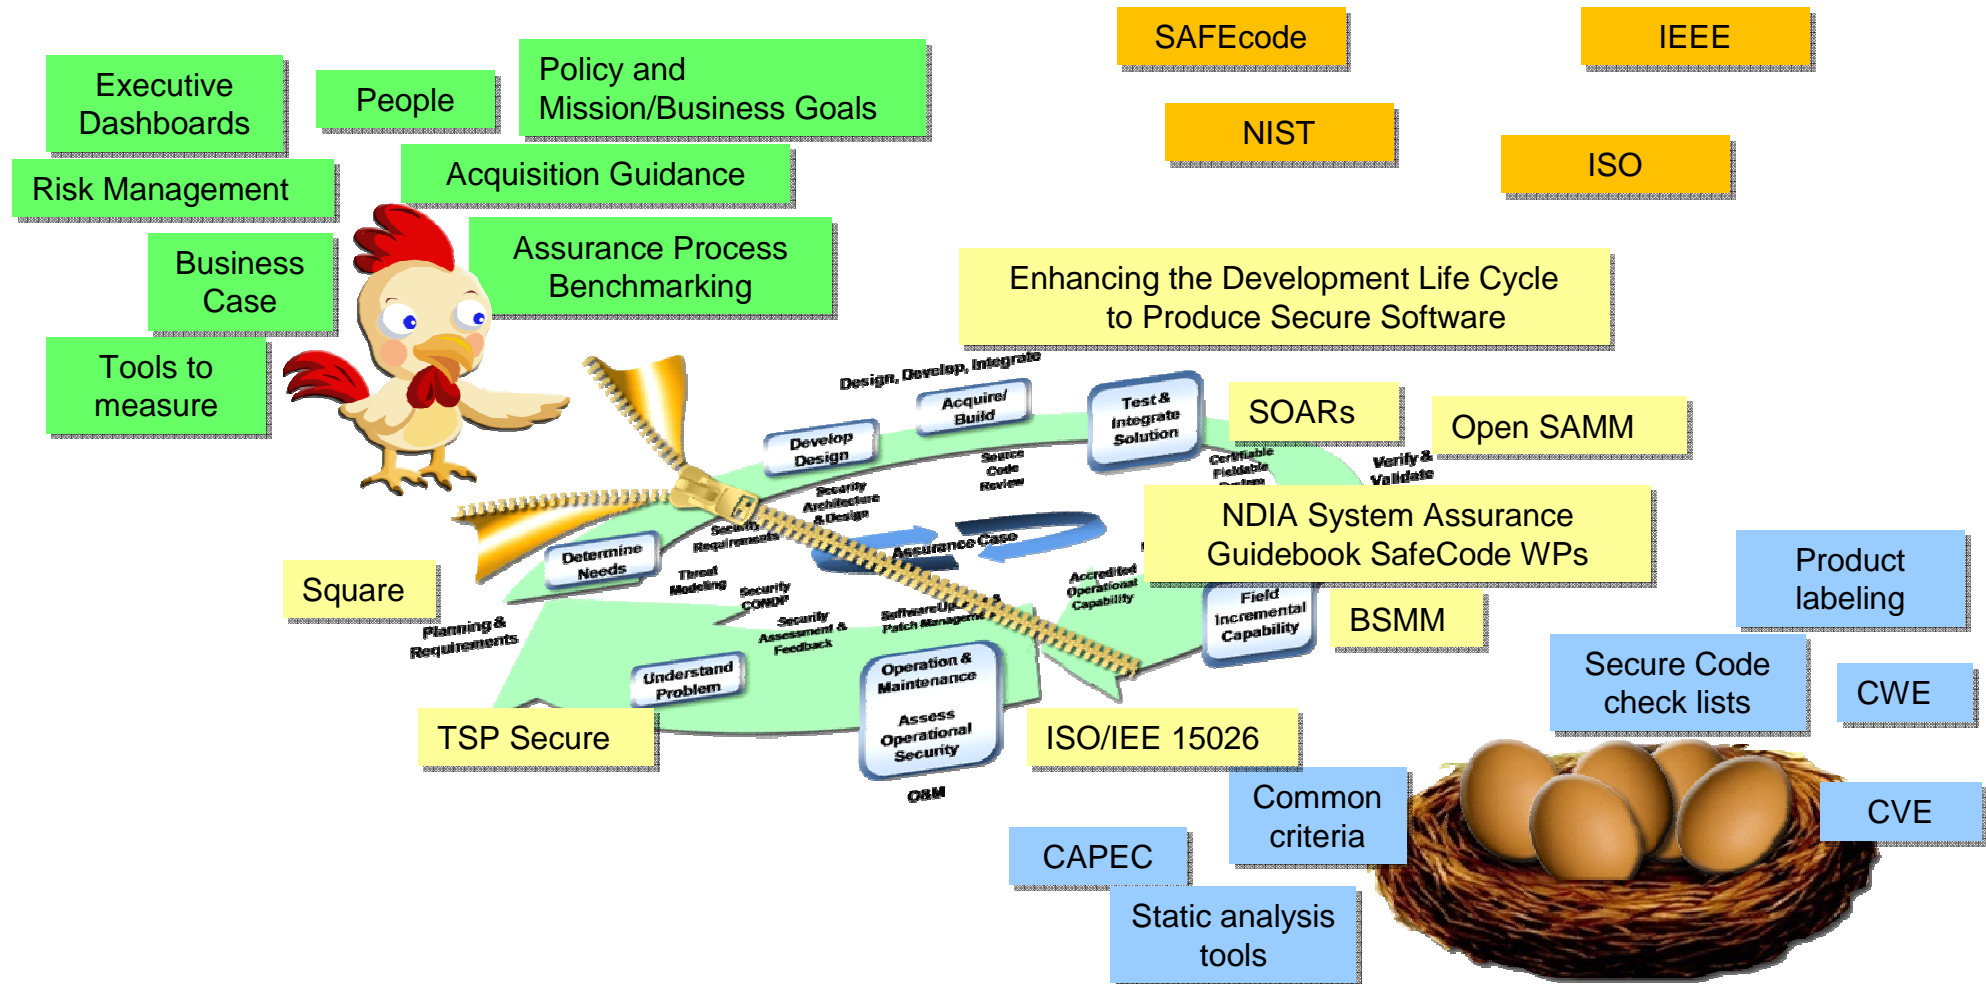 SAFEcode
IEEE
Executive
Dashboards
People
Policy and
Mission/Business Goals
NIST
ISO
Risk Management
Acquisition Guidance
Business
Case
Assurance Process
Benchmarking
Enhancing the Development Life Cycle
to Produce Secure Software
Tools to
measure
Design, Develop, Integrate
Acquire/
Build
Test &
Integrate
Solution
SOARs
Open SAMM
Develop
Design
Source
Code
Review
Certifiable
Fieldable
System
Verify &
Validate
Security
Architecture
& Design
Security
Requirements
NDIA System Assurance
Guidebook SafeCode WPs
Assurance Case
Determine
Needs
Threat
Modeling
Security
CONOP
Accredited
Operational
Capability
Product
labeling
Square
Planning &
Requirements
Security
Assessment &
Feedback
Software
Patch
Field
Incremental
Capability
BSMM
Understand
Problem
Operation &
Maintenance
Assess
Operational
Security
Secure Code
check lists
CWE
TSP Secure
ISO/IEE 15026
O&M
Common
criteria
CVE
CAPEC
Static analysis
tools